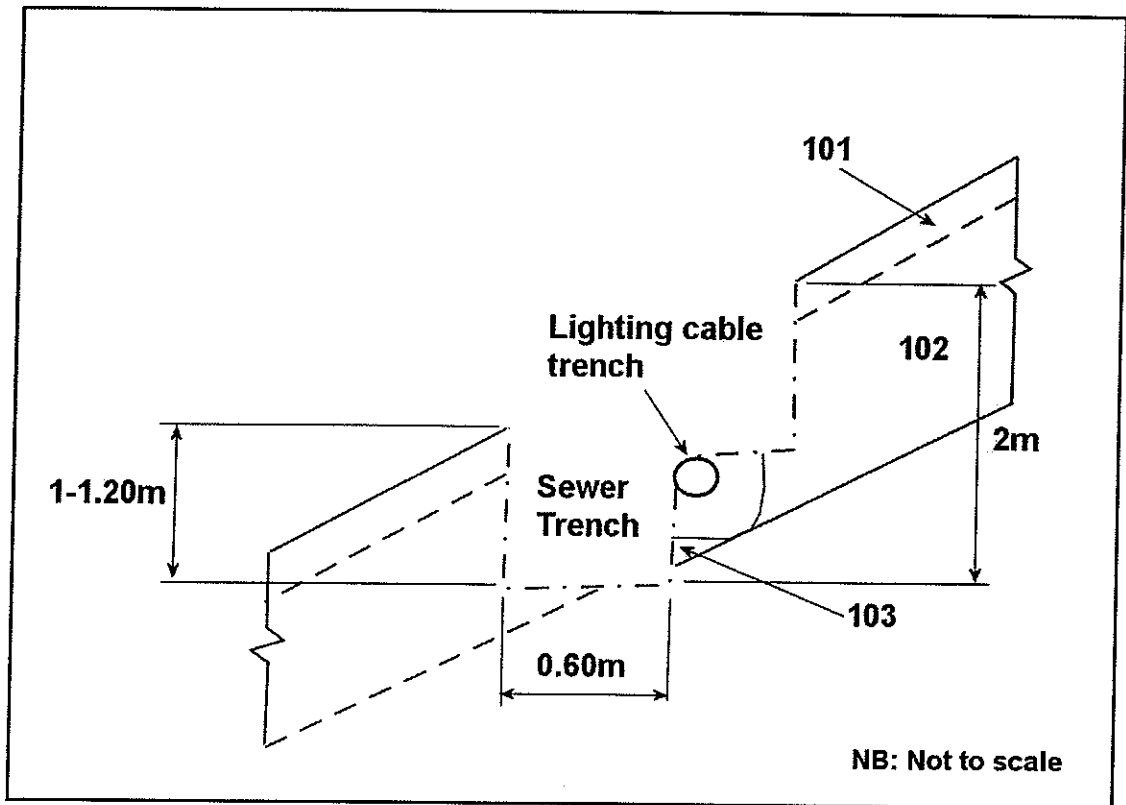 101
Lighting cable
trench
102
2m
1-1.20m
Sewer
Trench
103
0.60m
NB: Not to scale